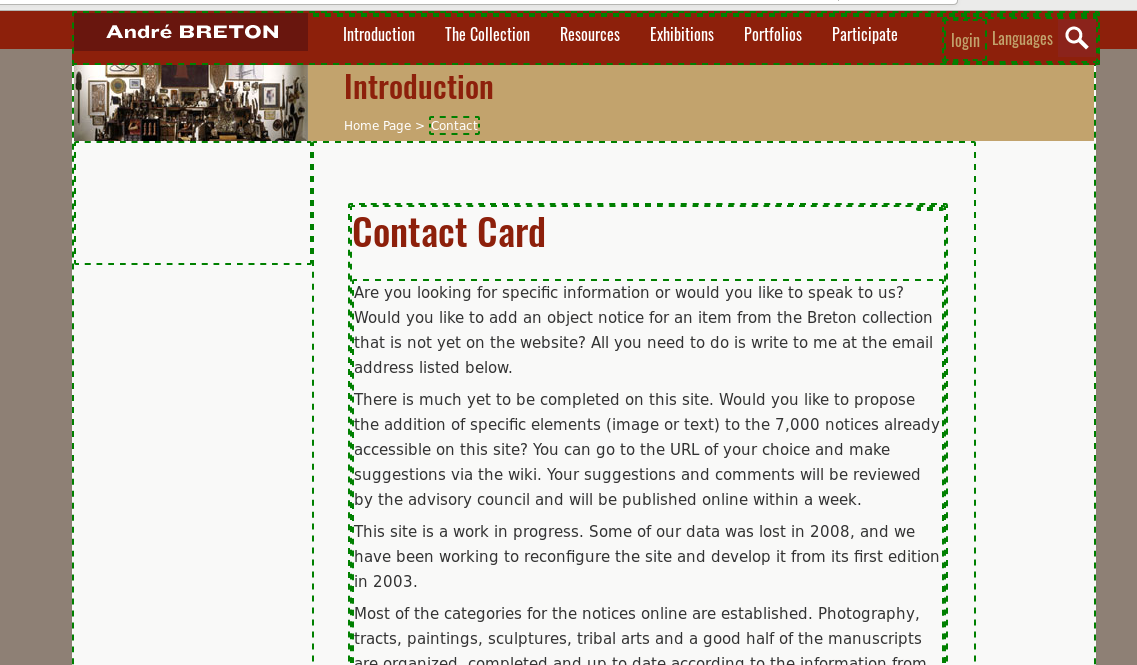 André BRETON
Introduction The Collection Resources Exhibitions Portfolios Participate login Languages
Introduction
Home Page > Contact
Contact Card
Are you looking for specific information or would you like to speak to us?
Would you like to add an object notice for an item from the Breton collection
that is not yet on the website? All you need to do is write to me at the email
address listed below.
There is much yet to be completed on this site. Would you like to propose
the addition of specific elements (image or text) to the 7,000 notices already
accessible on this site? You can go to the URL of your choice and make
suggestions via the wiki. Your suggestions and comments will be reviewed
by the advisory council and will be published online within a week.
This site is a work in progress. Some of our data was lost in 2008, and we
have been working to reconfigure the site and develop it from its first edition
in 2003.
Most of the categories for the notices online are established. Photography,
tracts, paintings, sculptures, tribal arts and a good half of the manuscripts
are organized, completed and up to date according to the information from